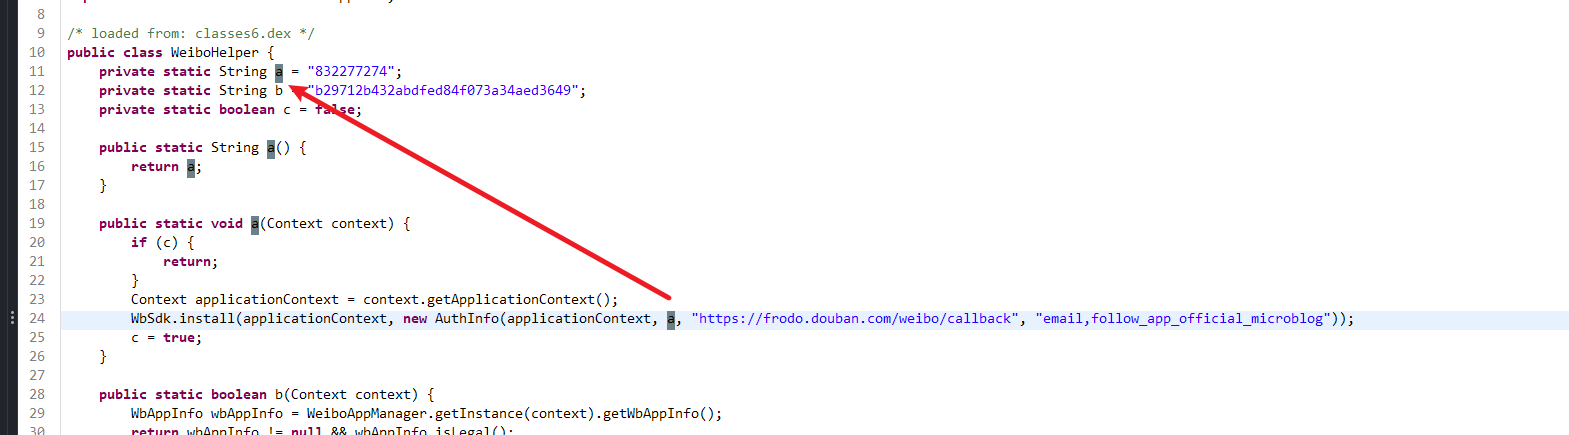 8
9 /* loaded from: classes6.dex */
10 public class WeiboHelper {
11 private static String a = "832277274";
12 private static String b = "b29712b432abdfed84f073a34aed3649";
13 private static boolean c = false;
14
15 public static String a() {
16 return a;
17 }
18
19 public static void a(Context context) {
20 if (c) {
21 return;
22 }
23 Context applicationContext = context.getApplicationContext();
24 WbSdk.install(applicationContext, new AuthInfo(applicationContext, a, "https://frodo.douban.com/weibo/callback", "email,follow_app_official_microblog"));
25 c = true;
26 }
27
28 public static boolean b(Context context) {
29 WbAppInfo wbAppInfo = WeiboAppManager.getInstance(context).getWbAppInfo();
30 return wbAppInfo != null && wbAppInfo.isLegal();